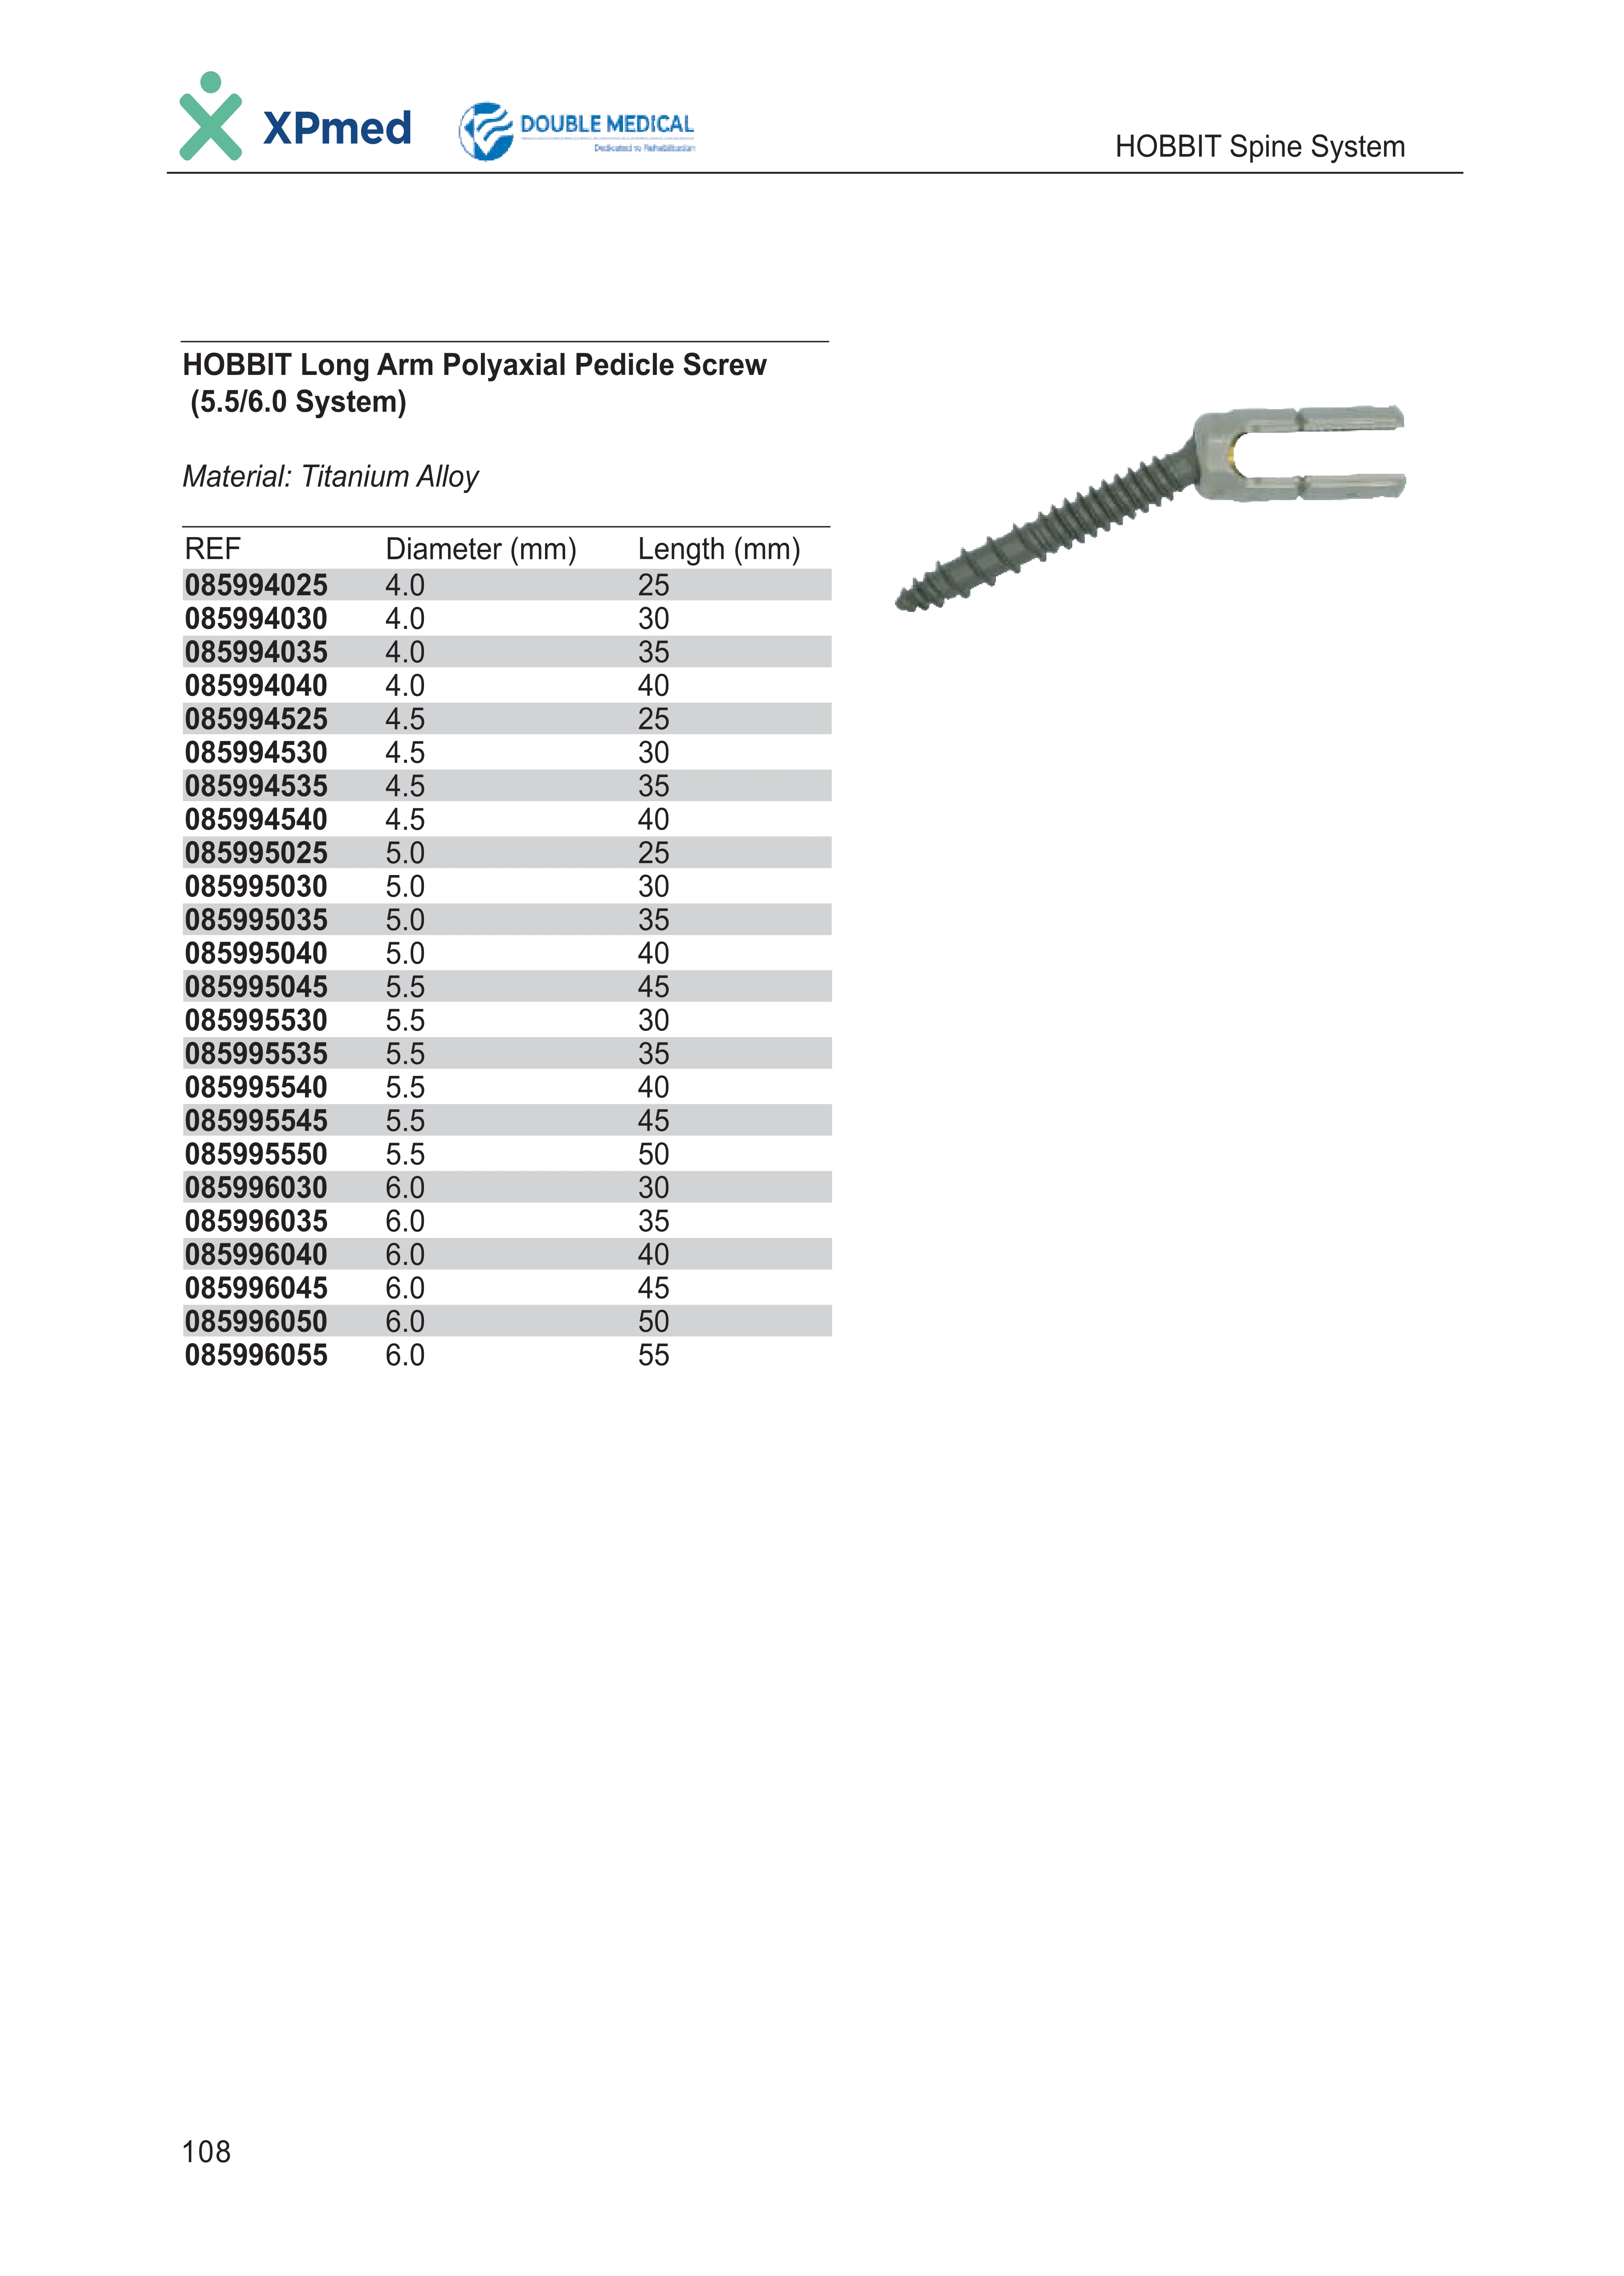 XPmed
DOUBLE MEDICAL
Dedicated to Rehabilitation
HOBBIT Spine System
HOBBIT Long Arm Polyaxial Pedicle Screw
(5.5/6.0 System)
Material: Titanium Alloy
REF Diameter (mm) Length (mm)
085994025 4.0 25
085994030 4.0 30
085994035 4.0 35
085994040 4.0 40
085994525 4.5 25
085994530 4.5 30
085994535 4.5 35
085994540 4.5 40
085995025 5.0 25
085995030 5.0 30
085995035 5.0 35
085995040 5.0 40
085995045 5.5 45
085995530 5.5 30
085995535 5.5 35
085995540 5.5 40
085995545 5.5 45
085995550 5.5 50
085996030 6.0 30
085996035 6.0 35
085996040 6.0 40
085996045 6.0 45
085996050 6.0 50
085996055 6.0 55
108